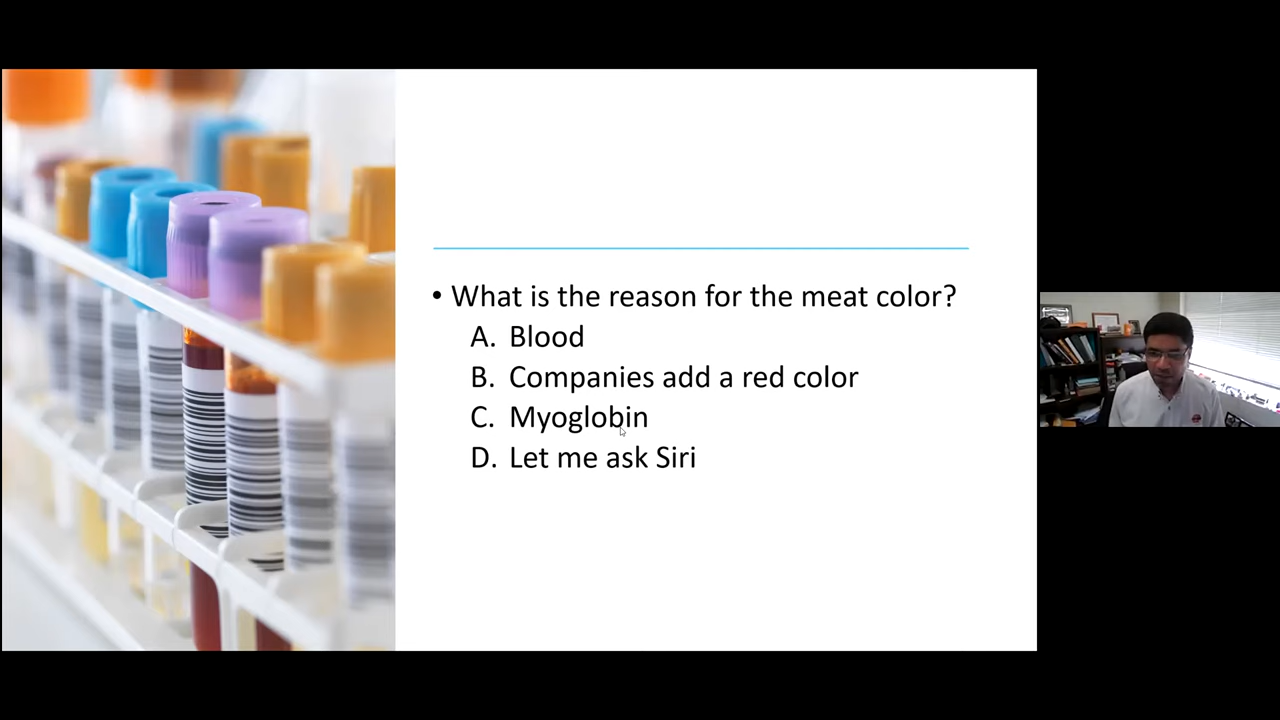 • What is the reason for the meat color?
A. Blood
B. Companies add a red color
C. Myoglobin
D. Let me ask Siri